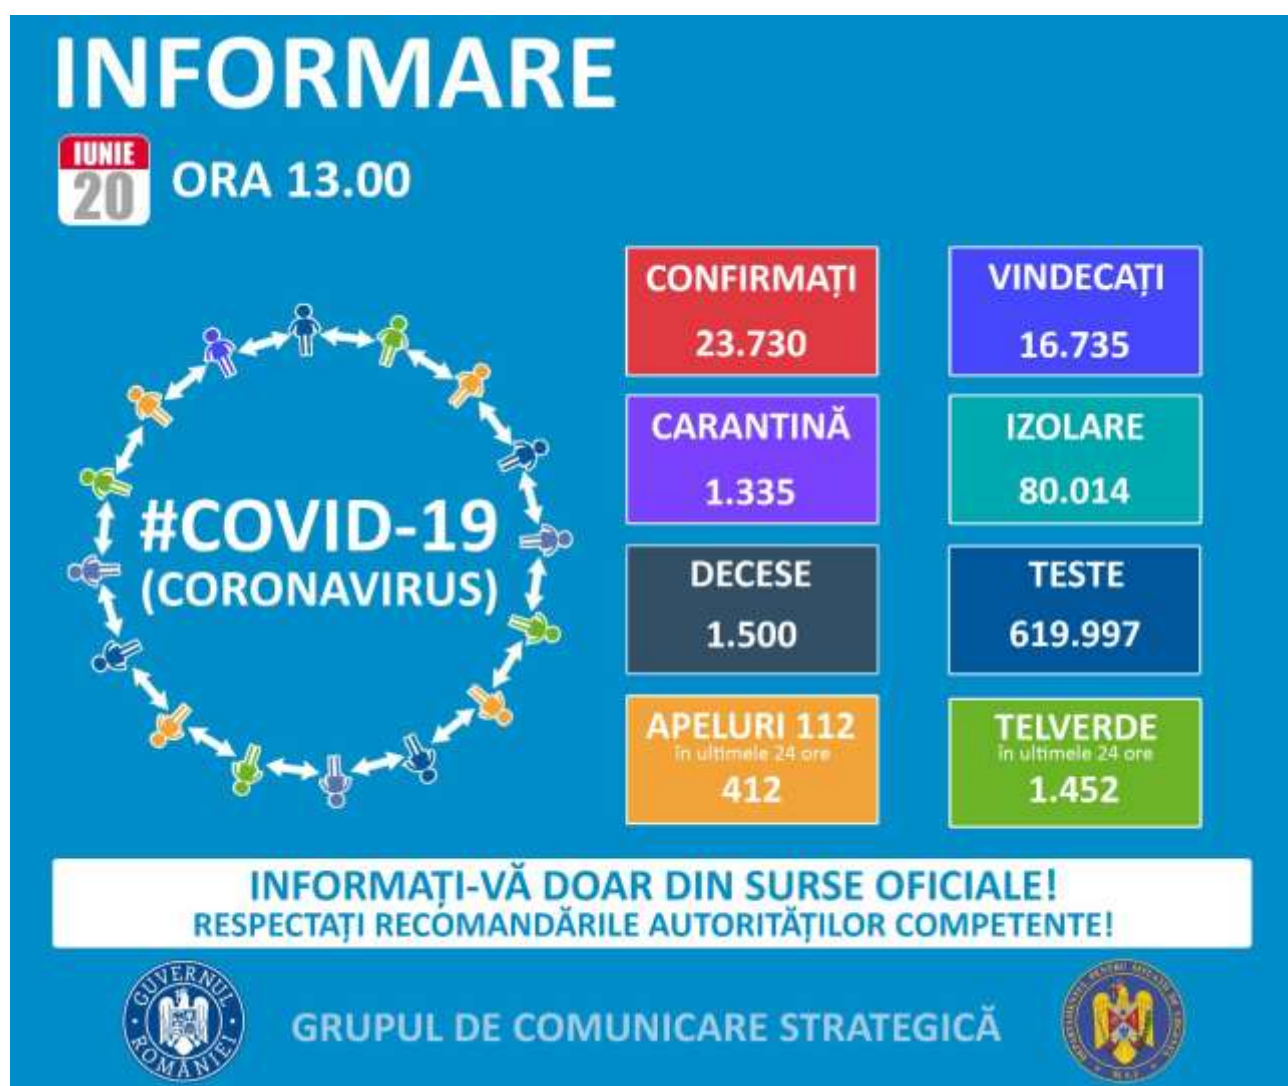 INFORMARE
IUNIE
20
ORA 13.00
CONFIRMAȚI
23.730
VINDECAȚI
16.735
CARANTINĂ
1.335
IZOLARE
80.014
#COVID-19
(CORONAVIRUS)
DECESE
1.500
TESTE
619.997
APELURI 112
în ultimele 24 ore
412
TELVERDE
în ultimele 24 ore
1.452
INFORMAȚI-VĂ DOAR DIN SURSE OFICIALE!
RESPECTAȚI RECOMANDĂRILE AUTORITĂȚILOR COMPETENTE!
GUVERNUL
ROMÂNIEI
GRUPUL DE COMUNICARE STRATEGICĂ